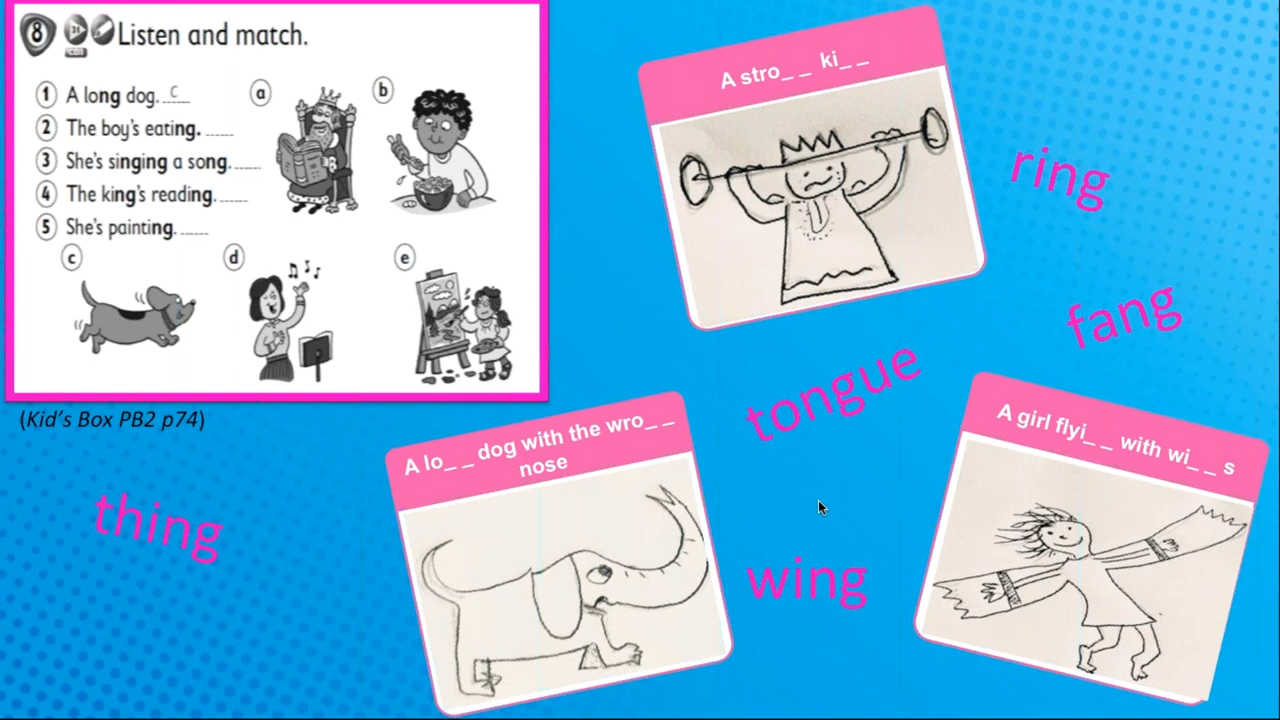 8 31 CD3 Listen and match.
1 A long dog. c
2 The boy's eating.
3 She's singing a song.
4 The king's reading.
5 She's painting.
a
b
c
d
e
(Kid's Box PB2 p74)
A stro_ _ ki_ _
ring
fang
tongue
A lo_ _ dog with the wro_ _
nose
A girl flyi_ _ with wi_ _ s
thing
wing